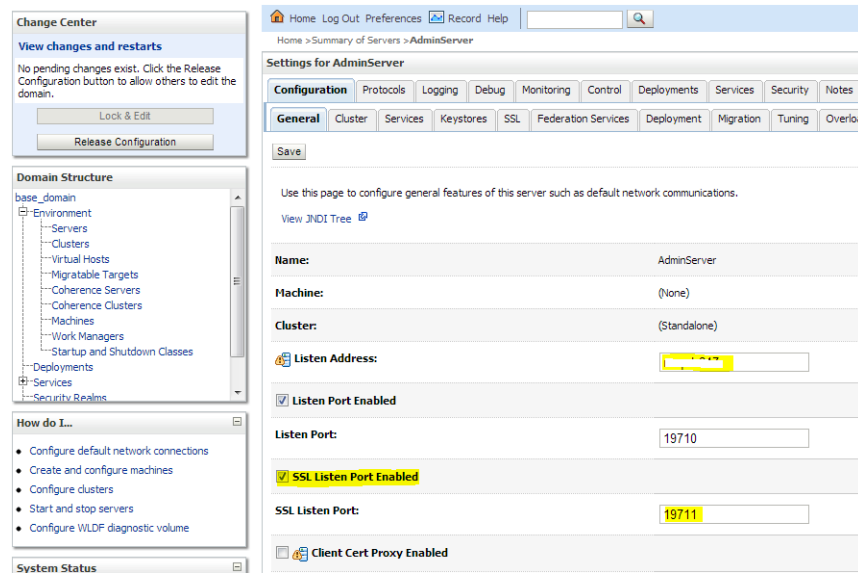 Change Center
View changes and restarts
No pending changes exist. Click the Release
Configuration button to allow others to edit the
domain.
Lock & Edit
Release Configuration
Domain Structure
base_domain
Environment
Servers
Clusters
Virtual Hosts
Migratable Targets
Coherence Servers
Coherence Clusters
Machines
Work Managers
Startup and Shutdown Classes
Deployments
Services
Security Realms
How do I...
Configure default network connections
Create and configure machines
Configure clusters
Start and stop servers
Configure WLDF diagnostic volume
System Status
Home Log Out Preferences Record Help
Home >Summary of Servers >AdminServer
Settings for AdminServer
Configuration Protocols Logging Debug Monitoring Control Deployments Services Security Notes
General Cluster Services Keystores SSL Federation Services Deployment Migration Tuning Overlo
Save
Use this page to configure general features of this server such as default network communications.
View JNDI Tree
Name: AdminServer
Machine: (None)
Cluster: (Standalone)
Listen Address:
Listen Port Enabled
Listen Port: 19710
SSL Listen Port Enabled
SSL Listen Port: 19711
Client Cert Proxy Enabled